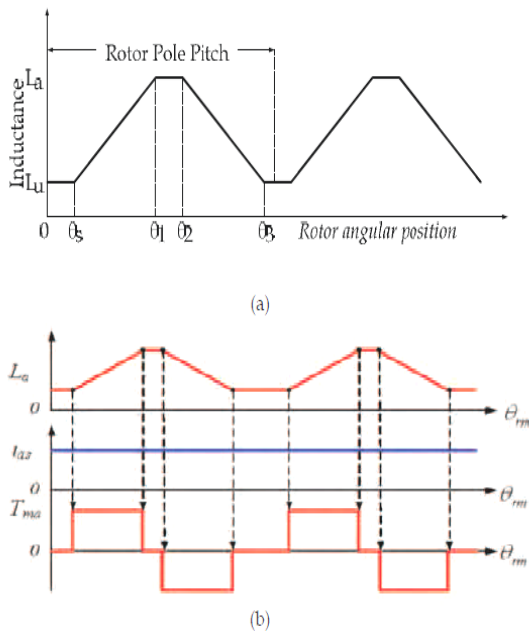 Rotor Pole Pitch
Inductance
La
Lu
0 θs θ1 θ2 θ3 Rotor angular position
(a)
La
0 θrm
ias
0 θrm
Tma
0 θrm
(b)